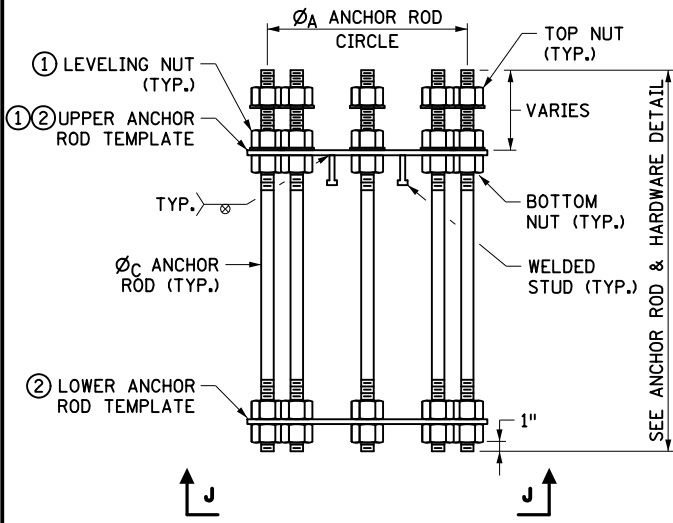 ØA ANCHOR ROD
CIRCLE
TOP NUT
(TYP.)
① LEVELING NUT
(TYP.)
①② UPPER ANCHOR
ROD TEMPLATE
VARIES
TYP.
BOTTOM
NUT (TYP.)
ØC ANCHOR
ROD (TYP.)
WELDED
STUD (TYP.)
SEE ANCHOR ROD & HARDWARE DETAIL
② LOWER ANCHOR
ROD TEMPLATE
1"
J
J